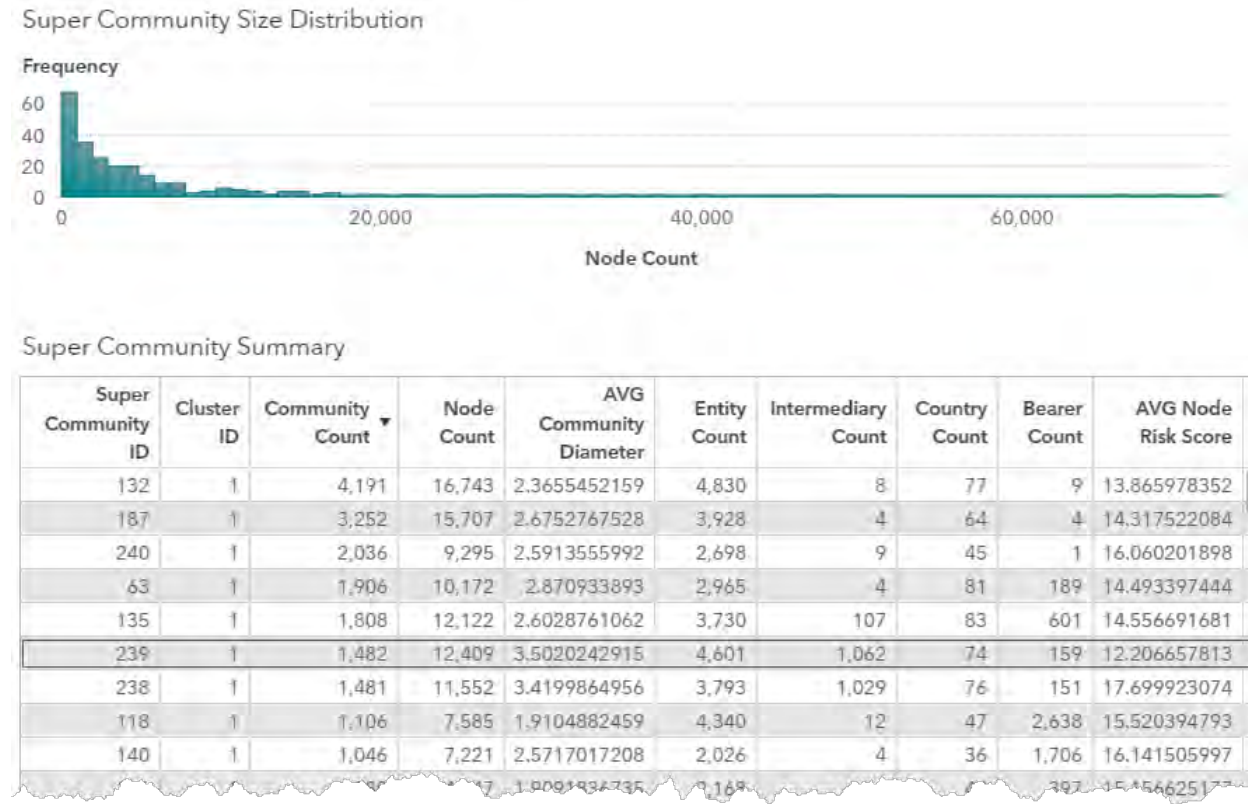 Super Community Size Distribution
Frequency
60
40
20
0
0 20,000 40,000 60,000
Node Count
Super Community Summary
Super Community ID Cluster ID Community Count ▼ Node Count AVG Community Diameter Entity Count Intermediary Count Country Count Bearer Count AVG Node Risk Score
132 1 4,191 16,743 2.3655452159 4,830 8 77 9 13.865978352
187 1 3,252 15,707 2.6752767528 3,928 4 64 4 14.317522084
240 1 2,036 9,295 2.5913555992 2,698 9 45 1 16.060201898
63 1 1,906 10,172 2.870933893 2,965 4 81 189 14.493397444
135 1 1,808 12,122 2.6028761062 3,730 107 83 601 14.556691681
239 1 1,482 12,409 3.5020242915 4,601 1,062 74 159 12.206657813
238 1 1,481 11,552 3.4199864956 3,793 1,029 76 151 17.699923074
118 1 1,106 7,585 1.9104882459 4,340 12 47 2,638 15.520394793
140 1 1,046 7,221 2.5717017208 2,026 4 36 1,706 16.141505997